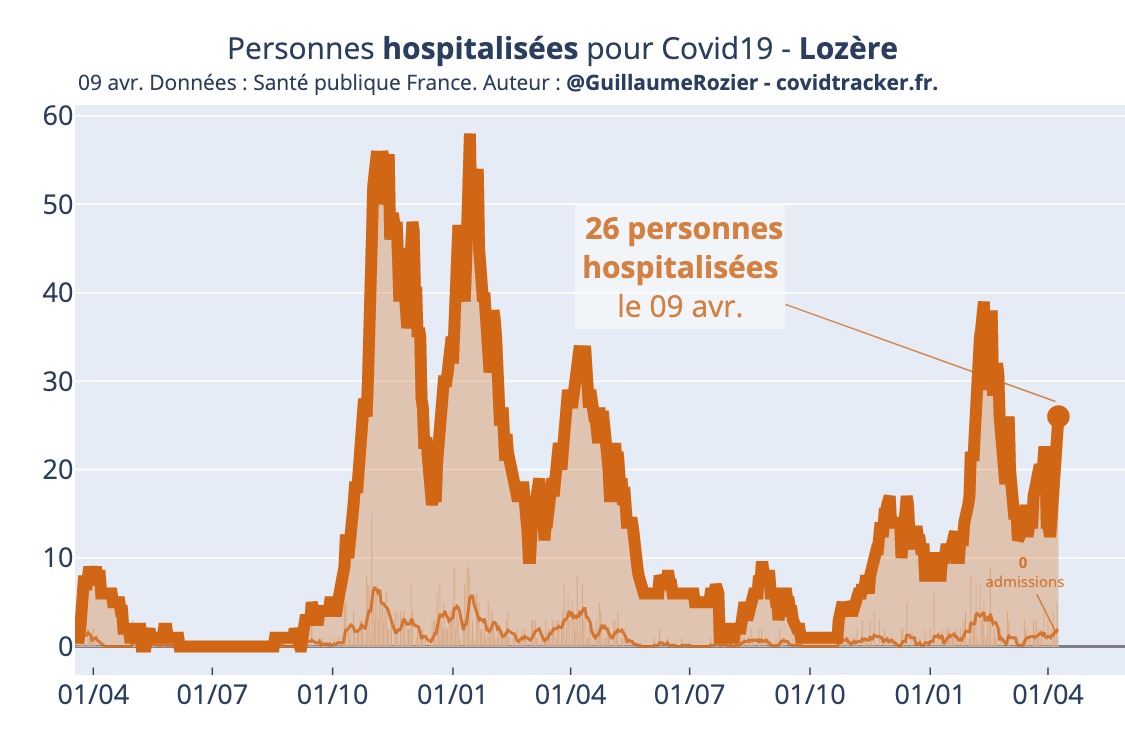 Personnes hospitalisées pour Covid19 - Lozère
09 avr. Données : Santé publique France. Auteur : @GuillaumeRozier - covidtracker.fr.
60
50
40
30
20
10
0
26 personnes
hospitalisées
le 09 avr.
0
admissions
01/04
01/07
01/10
01/01
01/04
01/07
01/10
01/01
01/04